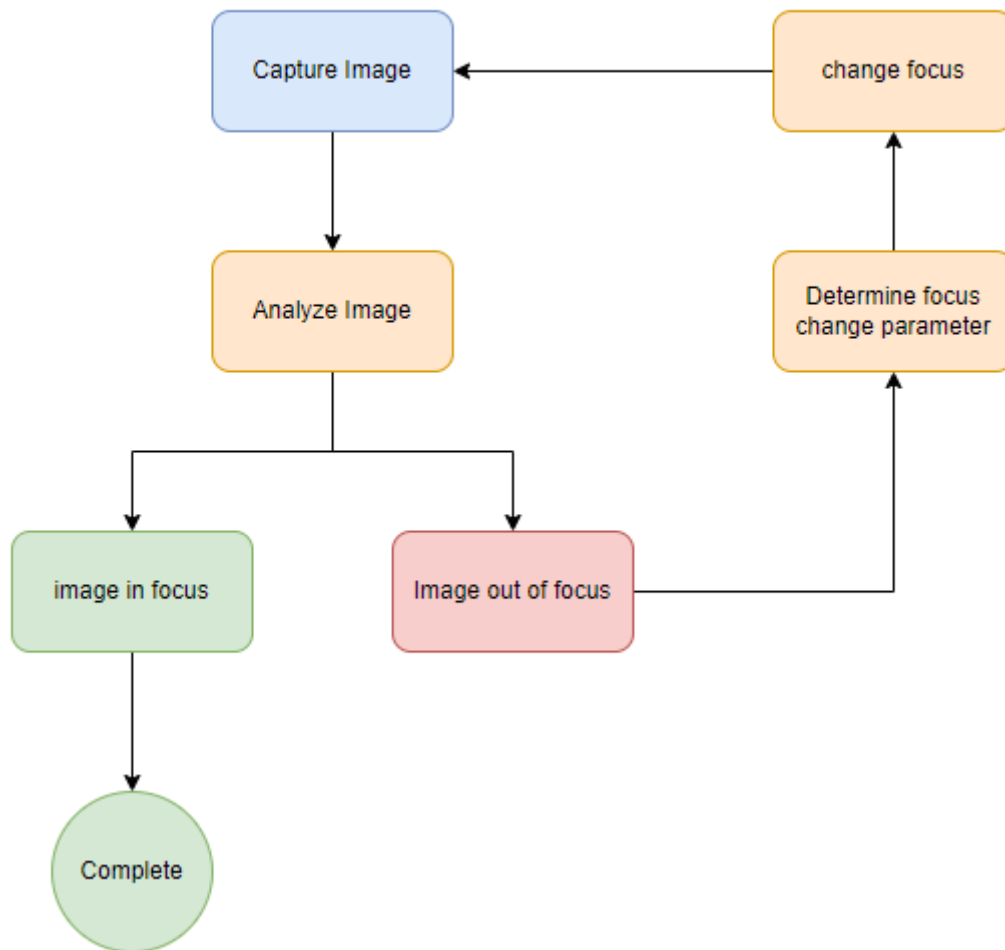 Capture Image
change focus
Analyze Image
Determine focus
change parameter
image in focus
Image out of focus
Complete